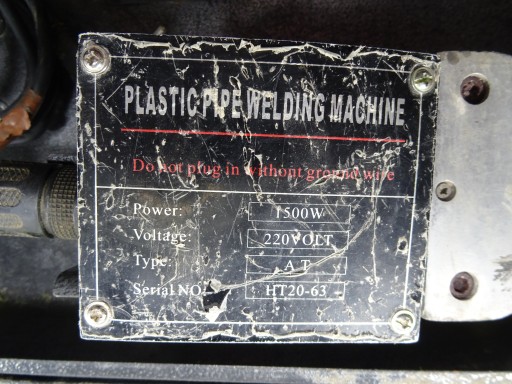 PLASTIC PIPE WELDING MACHINE
Do not plug in without ground wire
Power: 1500W
Voltage: 220VOLT
Type: A T
Serial NO: HT20-63